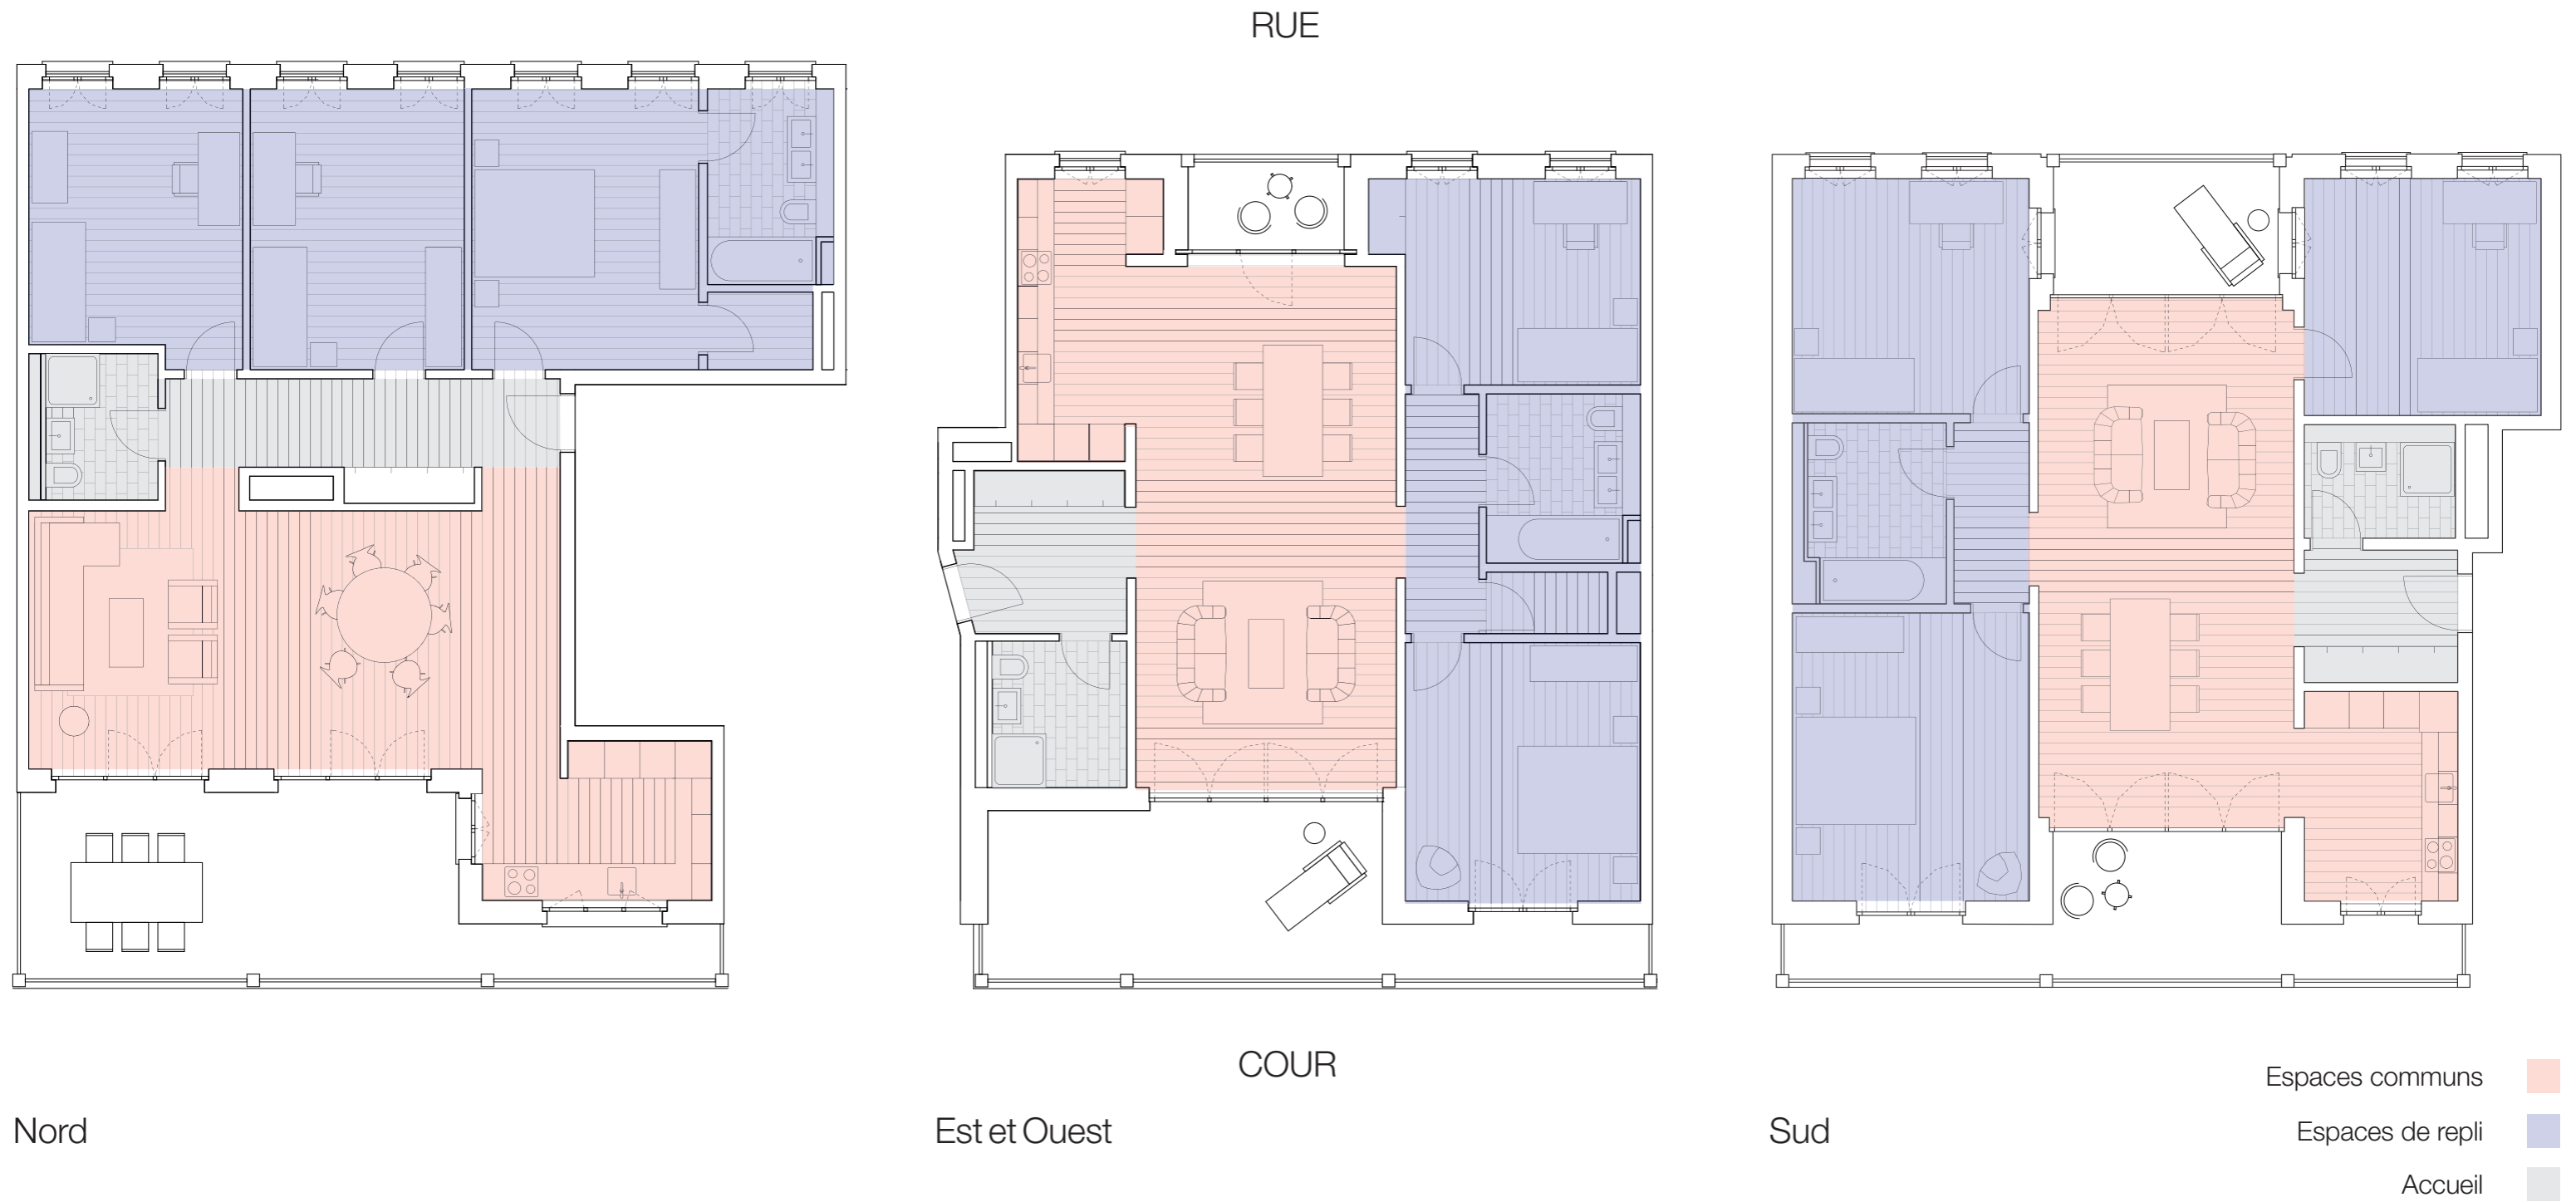 RUE
COUR
Espaces communs
Nord
Est et Ouest
Sud
Espaces de repli
Accueil